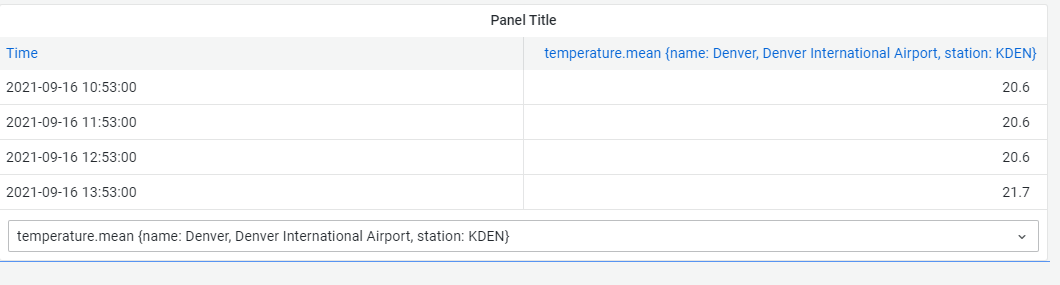 Panel Title
Time temperature.mean {name: Denver, Denver International Airport, station: KDEN}
2021-09-16 10:53:00 20.6
2021-09-16 11:53:00 20.6
2021-09-16 12:53:00 20.6
2021-09-16 13:53:00 21.7
temperature.mean {name: Denver, Denver International Airport, station: KDEN}